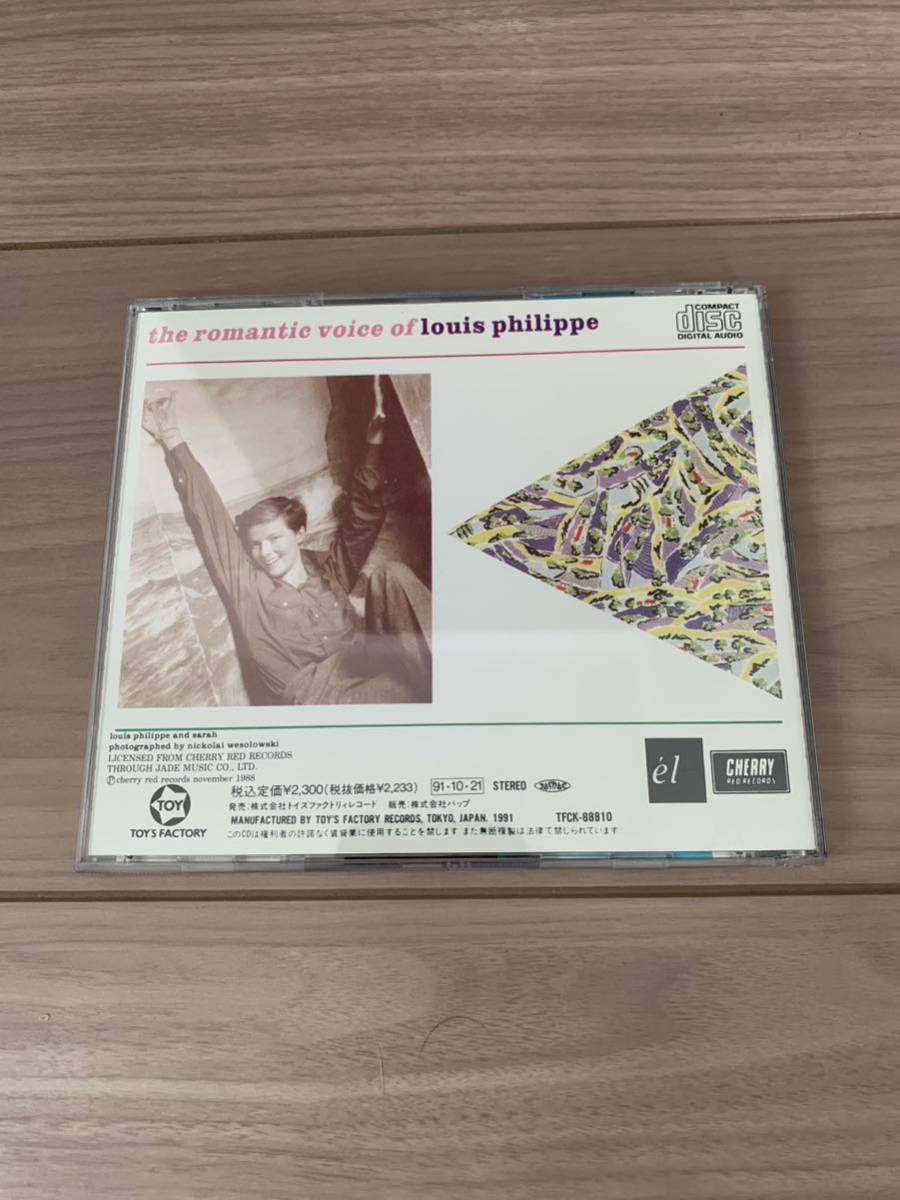 the romantic voice of louis philippe
COMPACT
disc
DIGITAL AUDIO
louis philippe and sarah
photographed by nickolai wesolowski
LICENSED FROM CHERRY RED RECORDS
THROUGH JADE MUSIC CO., LTD.
Ⓟcherry red records november 1988
TOY
TOY'S FACTORY
税込定価¥2,300(税抜価格¥2,233) 91·10·21 STEREO
発売：株式会社トイズファクトリィレコード 販売：株式会社バップ
MANUFACTURED BY TOY'S FACTORY RECORDS, TOKYO, JAPAN. 1991 TFCK-88810
このCDは権利者の許諾なく賃貸業に使用することを禁じます また無断複製は法律で禁じられています
él
CHERRY
RED RECORDS